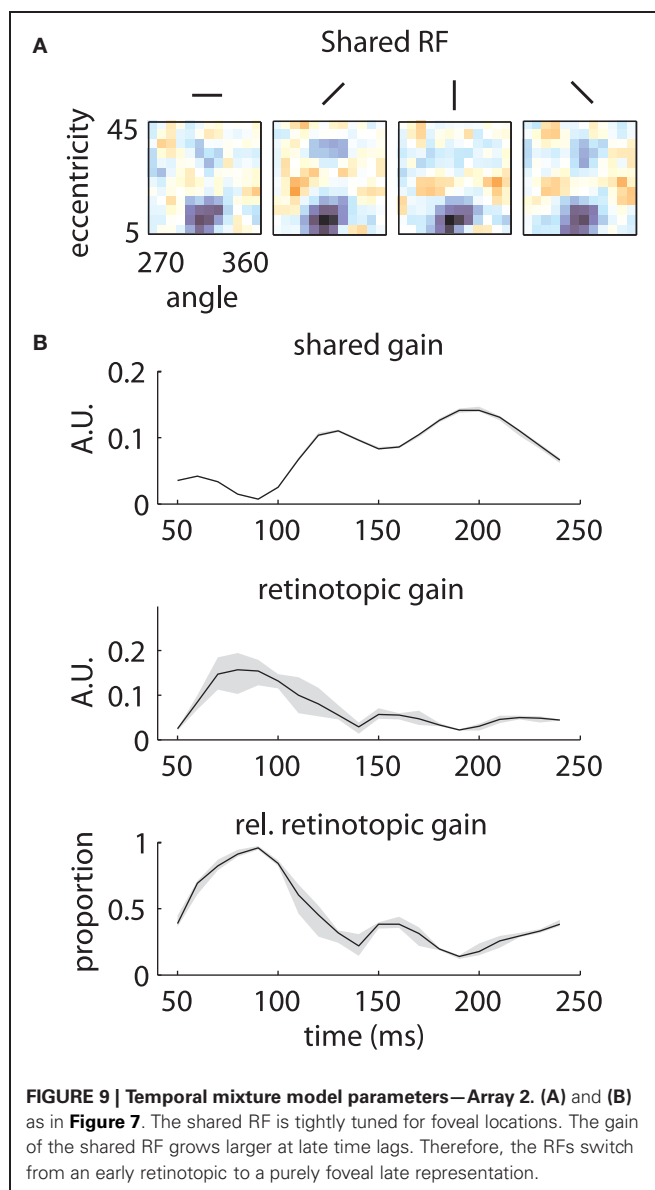 A
Shared RF
eccentricity
45
5
270 360
angle
B
shared gain
A.U.
0.2
0.1
0
50 100 150 200 250
retinotopic gain
A.U.
0.2
0.1
0
50 100 150 200 250
rel. retinotopic gain
proportion
1
0.5
0
50 100 150 200 250
time (ms)
FIGURE 9 | Temporal mixture model parameters—Array 2. (A) and (B)
as in Figure 7. The shared RF is tightly tuned for foveal locations. The gain
of the shared RF grows larger at late time lags. Therefore, the RFs switch
from an early retinotopic to a purely foveal late representation.